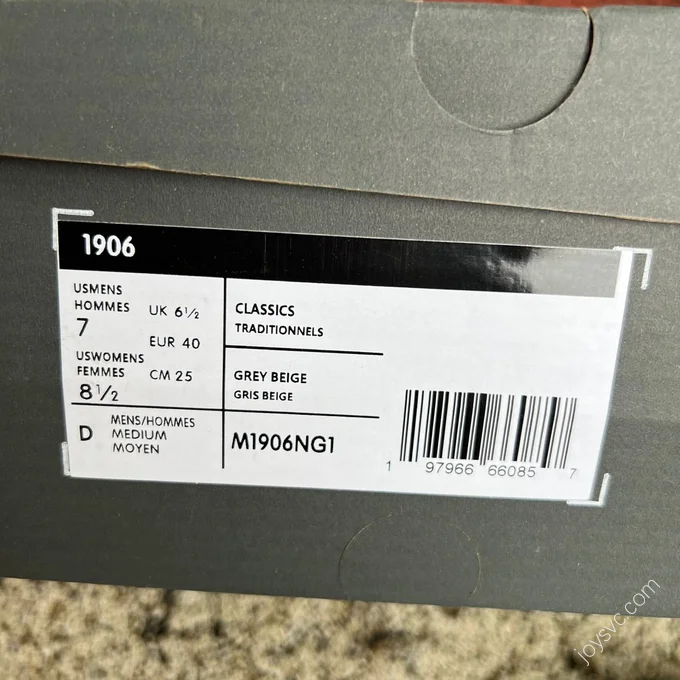 1906
USMENS
HOMMES
7
UK 6½
EUR 40
USWOMENS
FEMMES
8½
CM 25
D
MENS/HOMMES
MEDIUM
MOYEN
CLASSICS
TRADITIONNELS
GREY BEIGE
GRIS BEIGE
M1906NG1
1 97966 66085 7
joysvc.com